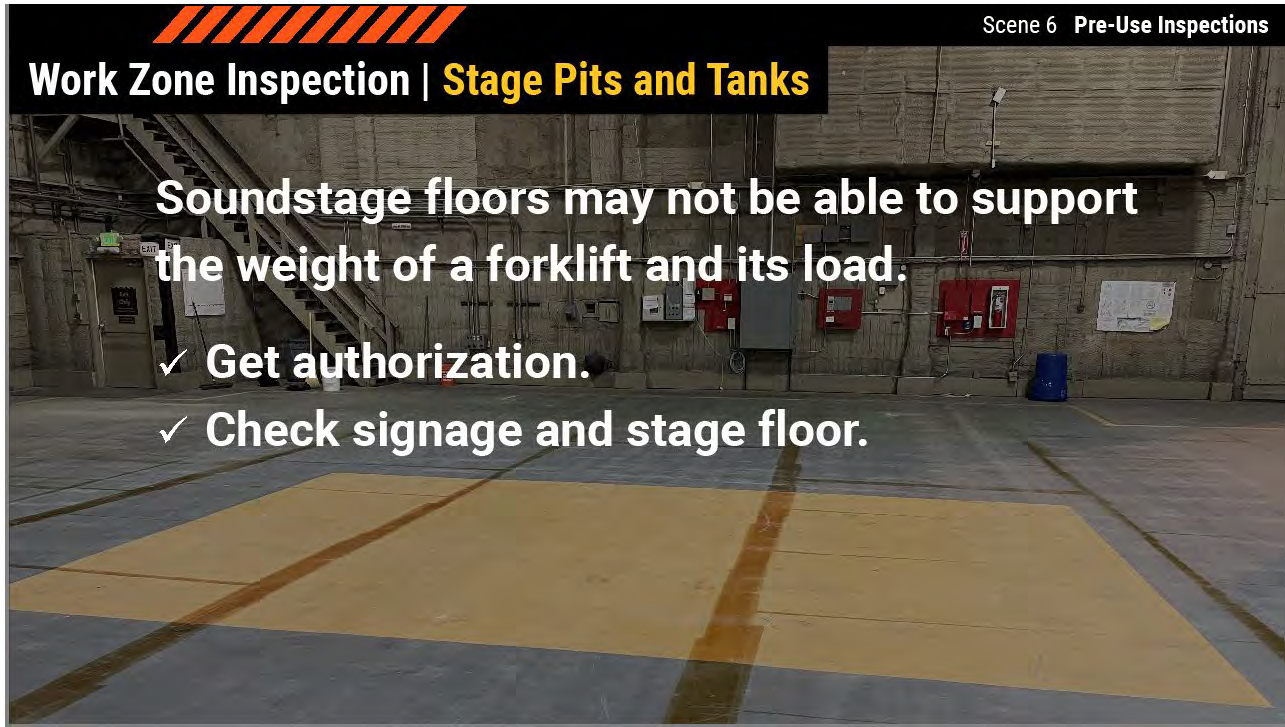 Scene 6 Pre-Use Inspections
Work Zone Inspection | Stage Pits and Tanks
Soundstage floors may not be able to support
the weight of a forklift and its load.
EXIT
✓ Get authorization.
✓ Check signage and stage floor.